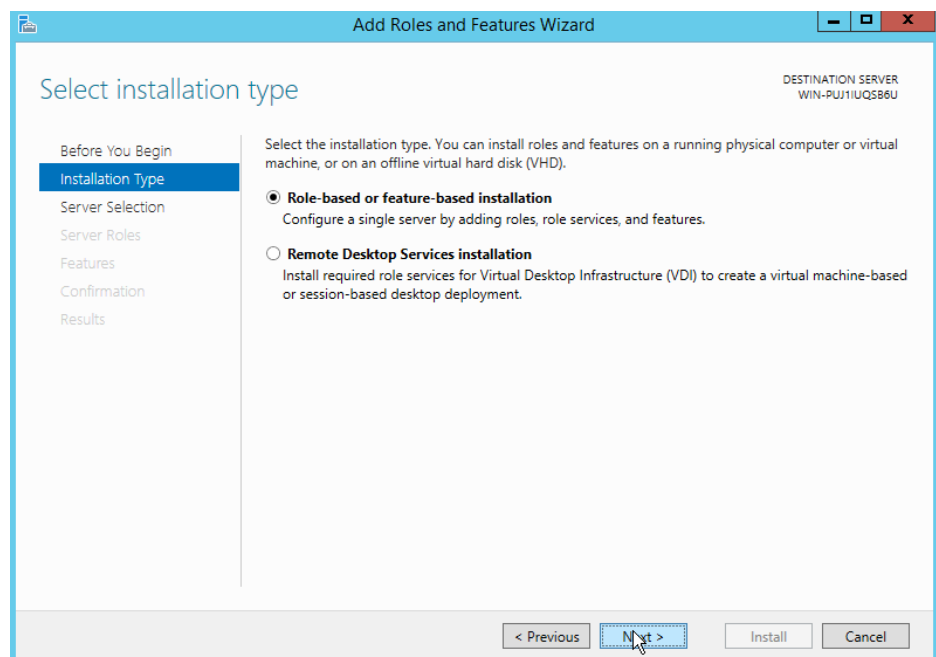 Add Roles and Features Wizard
Select installation type
DESTINATION SERVER
WIN-PUJ1IUQSB6U
Before You Begin
Installation Type
Server Selection
Server Roles
Features
Confirmation
Results
Select the installation type. You can install roles and features on a running physical computer or virtual
machine, or on an offline virtual hard disk (VHD).
Role-based or feature-based installation
Configure a single server by adding roles, role services, and features.
Remote Desktop Services installation
Install required role services for Virtual Desktop Infrastructure (VDI) to create a virtual machine-based
or session-based desktop deployment.
< Previous
Next >
Install
Cancel